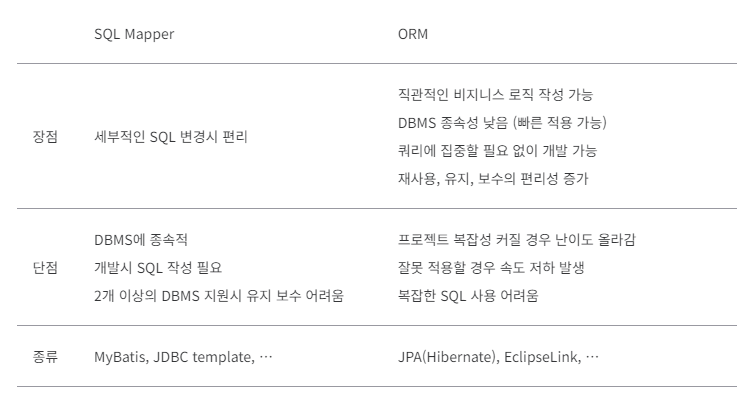 SQL Mapper ORM
장점
세부적인 SQL 변경시 편리
직관적인 비지니스 로직 작성 가능
DBMS 종속성 낮음 (빠른 적용 가능)
쿼리에 집중할 필요 없이 개발 가능
재사용, 유지, 보수의 편리성 증가
단점
DBMS에 종속적
개발시 SQL 작성 필요
2개 이상의 DBMS 지원시 유지 보수 어려움
프로젝트 복잡성 커질 경우 난이도 올라감
잘못 적용할 경우 속도 저하 발생
복잡한 SQL 사용 어려움
종류
MyBatis, JDBC template, ⋯
JPA(Hibernate), EclipseLink, ⋯